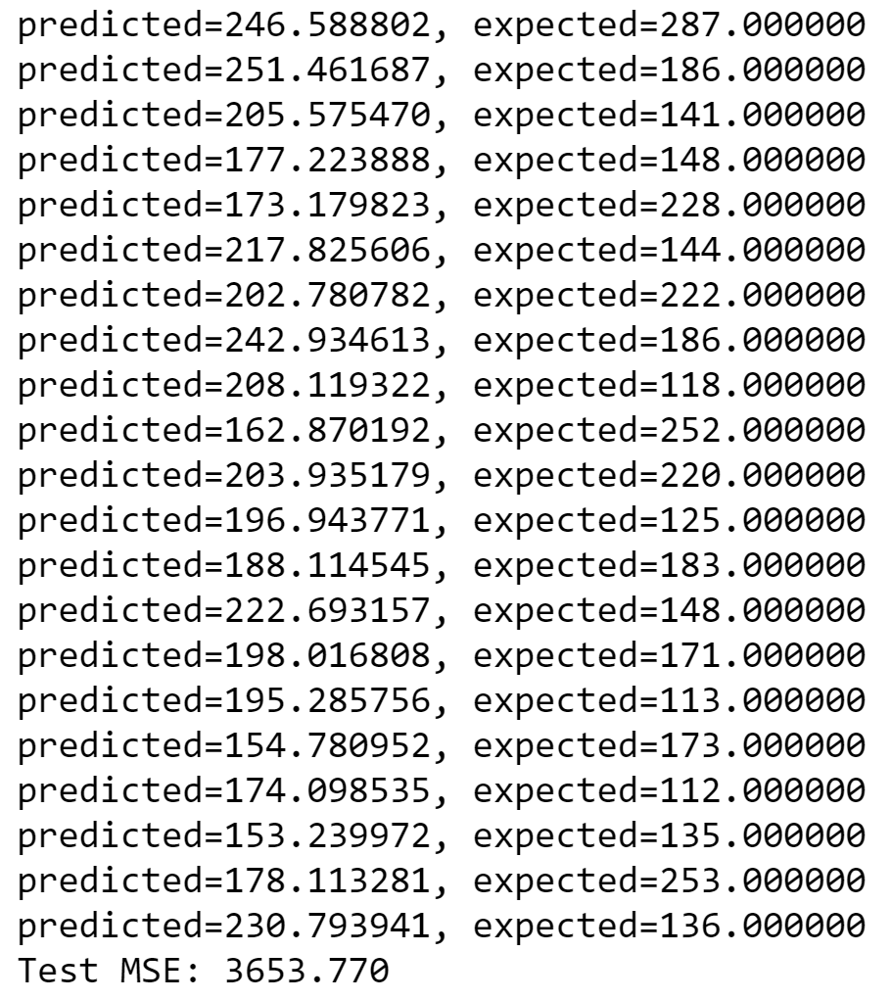 predicted=246.588802, expected=287.000000
predicted=251.461687, expected=186.000000
predicted=205.575470, expected=141.000000
predicted=177.223888, expected=148.000000
predicted=173.179823, expected=228.000000
predicted=217.825606, expected=144.000000
predicted=202.780782, expected=222.000000
predicted=242.934613, expected=186.000000
predicted=208.119322, expected=118.000000
predicted=162.870192, expected=252.000000
predicted=203.935179, expected=220.000000
predicted=196.943771, expected=125.000000
predicted=188.114545, expected=183.000000
predicted=222.693157, expected=148.000000
predicted=198.016808, expected=171.000000
predicted=195.285756, expected=113.000000
predicted=154.780952, expected=173.000000
predicted=174.098535, expected=112.000000
predicted=153.239972, expected=135.000000
predicted=178.113281, expected=253.000000
predicted=230.793941, expected=136.000000
Test MSE: 3653.770